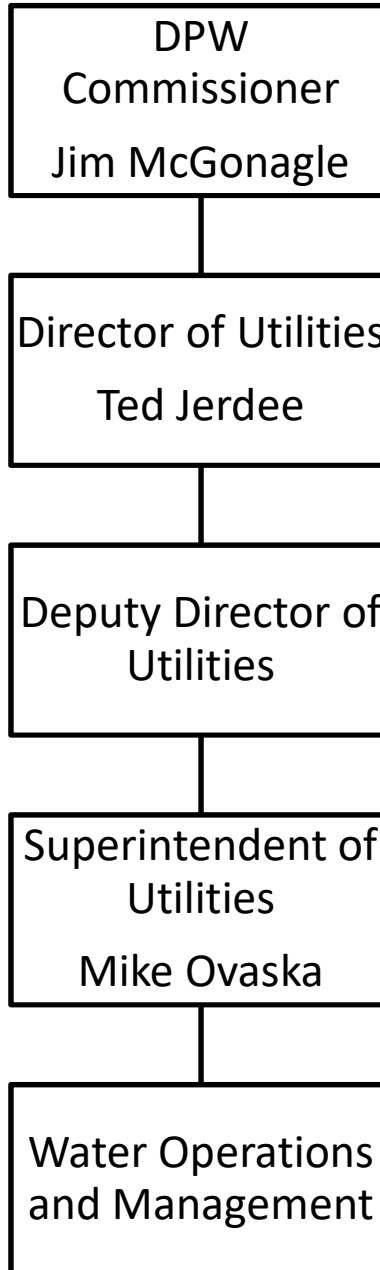 DPW
Commissioner
Jim McGonagle
Director of Utilities
Ted Jerdee
Deputy Director of
Utilities
Superintendent of
Utilities
Mike Ovaska
Water Operations
and Management